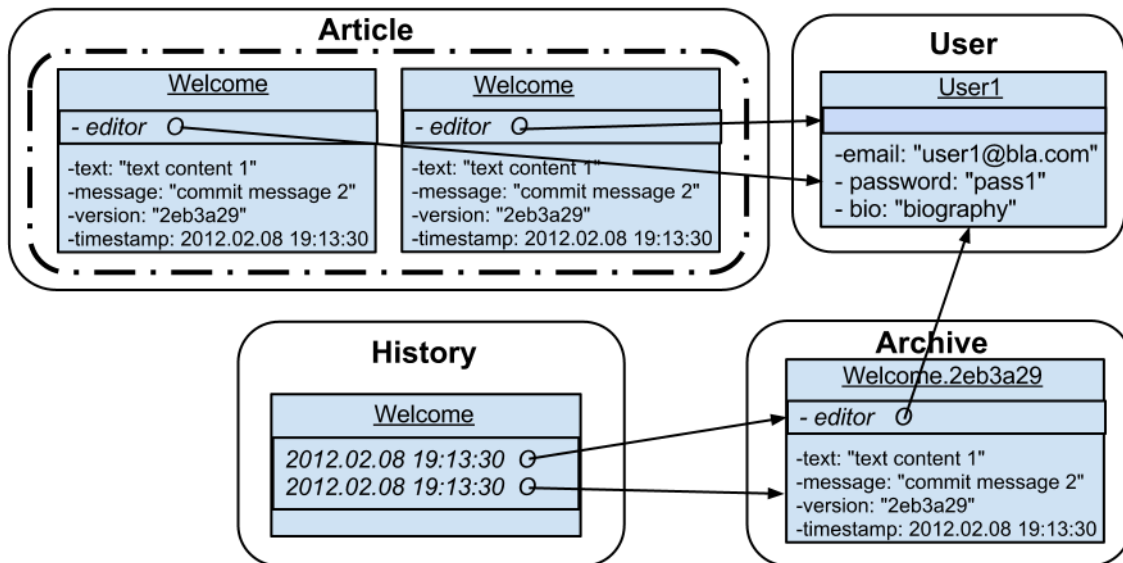 Article
Welcome
- editor O
-text: "text content 1"
-message: "commit message 2"
-version: "2eb3a29"
-timestamp: 2012.02.08 19:13:30
Welcome
- editor O
-text: "text content 1"
-message: "commit message 2"
-version: "2eb3a29"
-timestamp: 2012.02.08 19:13:30
User
User1
-email: "user1@bla.com"
- password: "pass1"
- bio: "biography"
History
Welcome
2012.02.08 19:13:30 O
2012.02.08 19:13:30 O
Archive
Welcome.2eb3a29
- editor O
-text: "text content 1"
-message: "commit message 2"
-version: "2eb3a29"
-timestamp: 2012.02.08 19:13:30